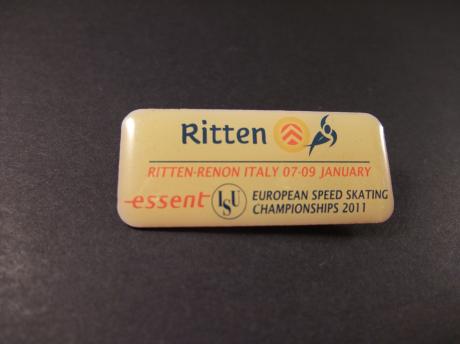 Ritten
RITTEN-RENON ITALY 07-09 JANUARY
essent ISU EUROPEAN SPEED SKATING
CHAMPIONSHIPS 2011